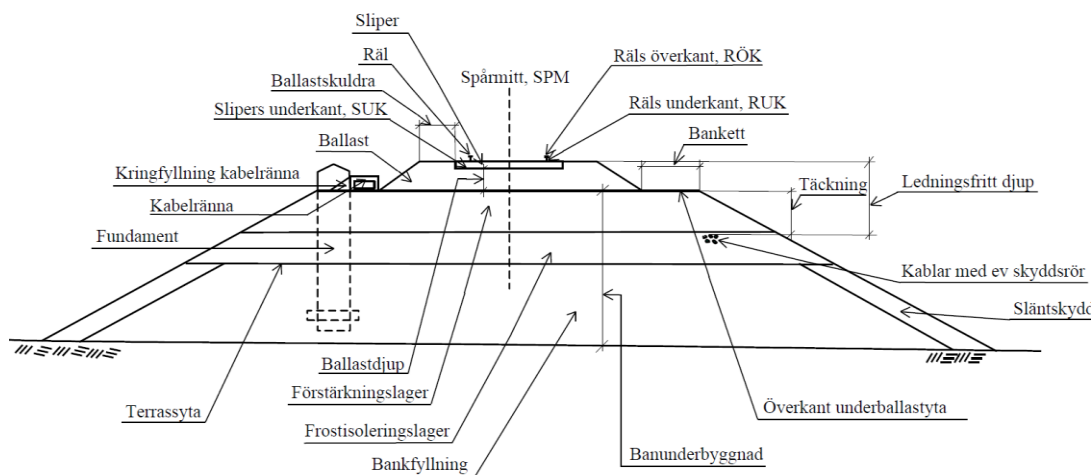 Sliper
Räl
Ballastskuldra
Slipers underkant, SUK
Spårmitt, SPM
Räls överkant, RÖK
Räls underkant, RUK
Bankett
Ballast
Kringfyllning kabelränna
Kabelränna
Fundament
Täckning
Ledningsfritt djup
Kablar med ev skyddsrör
Släntskydd
Ballastdjup
Förstärkningslager
Terrassyta
Frostisoleringslager
Bankfyllning
Överkant underballastyta
Banunderbyggnad